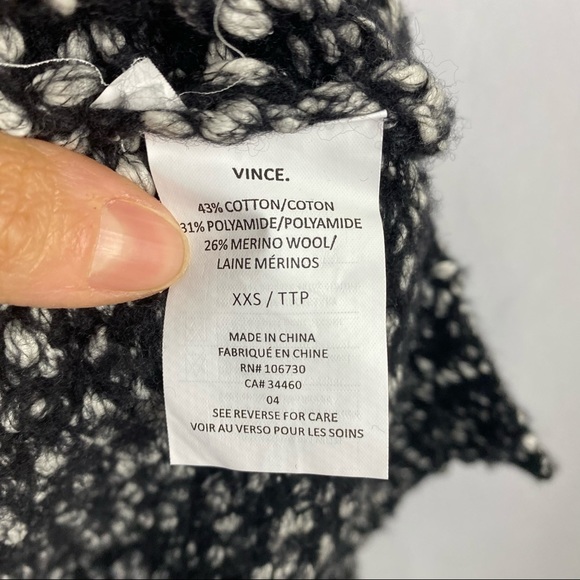 VINCE.
43% COTTON/COTON
31% POLYAMIDE/POLYAMIDE
26% MERINO WOOL/
LAINE MÉRINOS
XXS / TTP
MADE IN CHINA
FABRIQUÉ EN CHINE
RN# 106730
CA# 34460
04
SEE REVERSE FOR CARE
VOIR AU VERSO POUR LES SOINS